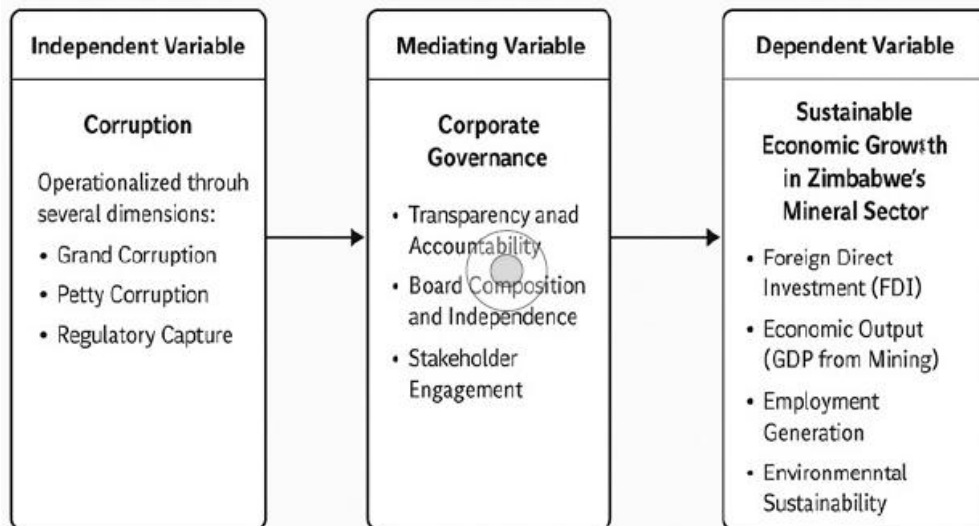 Independent Variable
Corruption
Operationalized throuh
several dimensions:
• Grand Corruption
• Petty Corruption
• Regulatory Capture
Mediating Variable
Corporate
Governance
• Transparency anad
Accountability
• Board Composition
and Independence
• Stakeholder
Engagement
Dependent Variable
Sustainable
Economic Growth
in Zimbabwe's
Mineral Sector
• Foreign Direct
Investment (FDI)
• Economic Output
(GDP from Mining)
• Employment
Generation
• Environmenntal
Sustainability